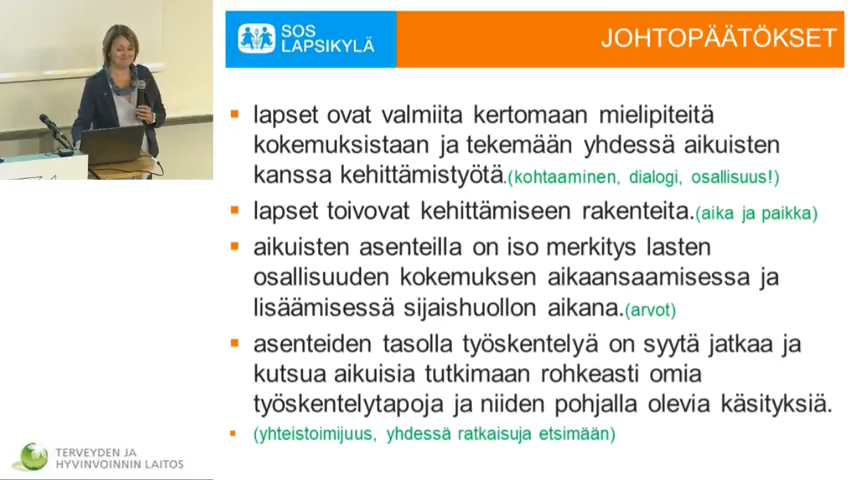 SOS
LAPSIKYLÄ
JOHTOPÄÄTÖKSET
lapset ovat valmiita kertomaan mielipiteitä
kokemuksistaan ja tekemään yhdessä aikuisten
kanssa kehittämistyötä.(kohtaaminen, dialogi, osallisuus!)
lapset toivovat kehittämiseen rakenteita.(aika ja paikka)
aikuisten asenteilla on iso merkitys lasten
osallisuuden kokemuksen aikaansaamisessa ja
lisäämisessä sijaishuollon aikana.(arvot)
asenteiden tasolla työskentelyä on syytä jatkaa ja
kutsua aikuisia tutkimaan rohkeasti omia
työskentelytapoja ja niiden pohjalla olevia käsityksiä.
(yhteistoimijuus, yhdessä ratkaisuja etsimään)
TERVEYDEN JA
HYVINVOINNIN LAITOS